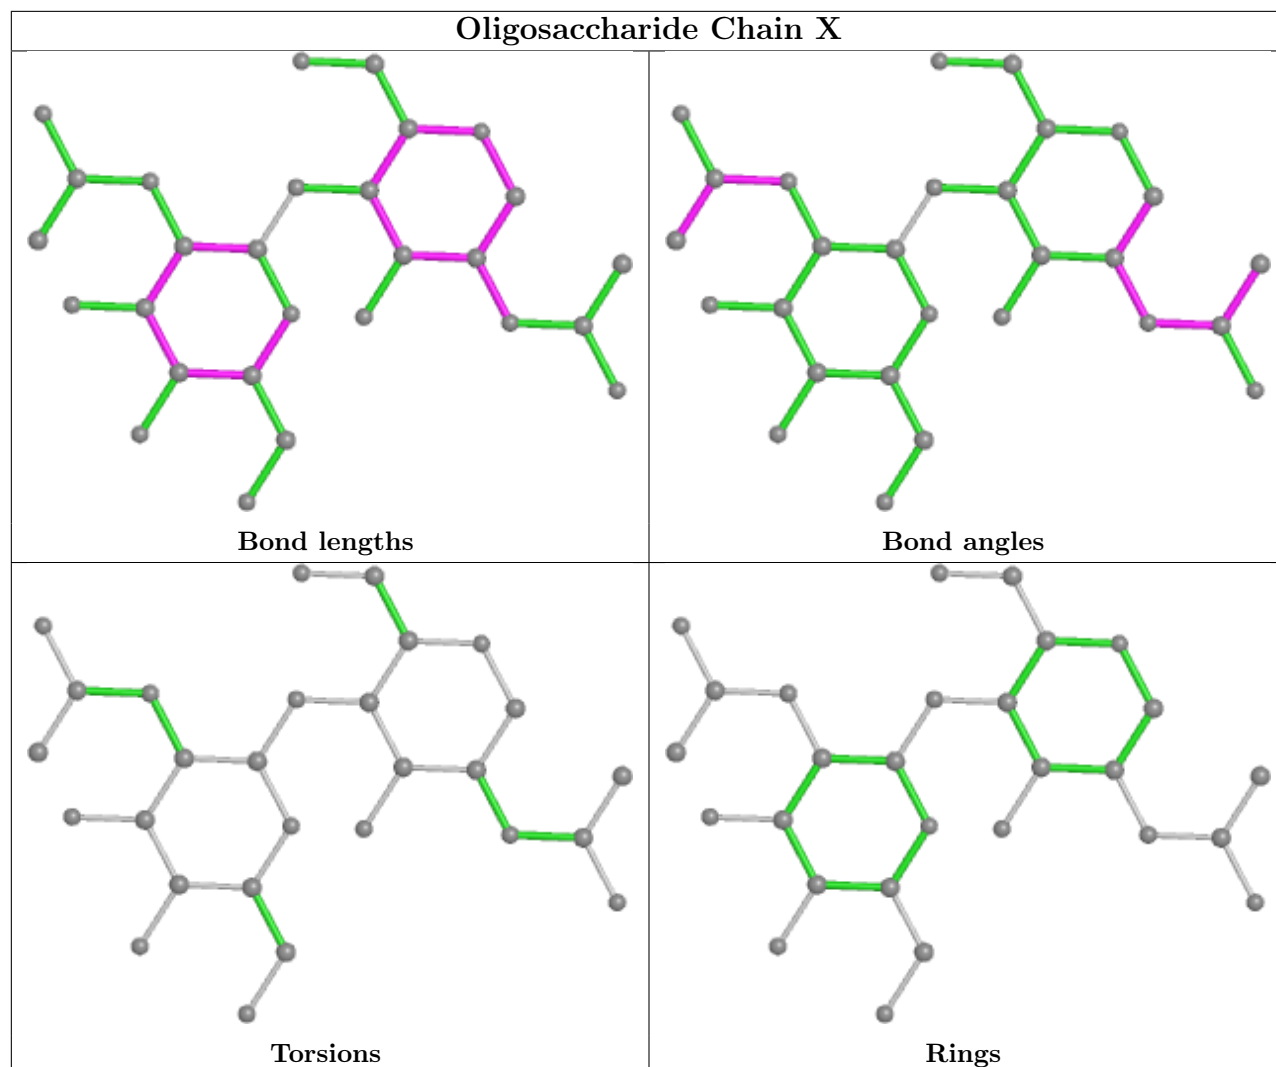 Oligosaccharide Chain X
Bond lengths
Bond angles
Torsions
Rings